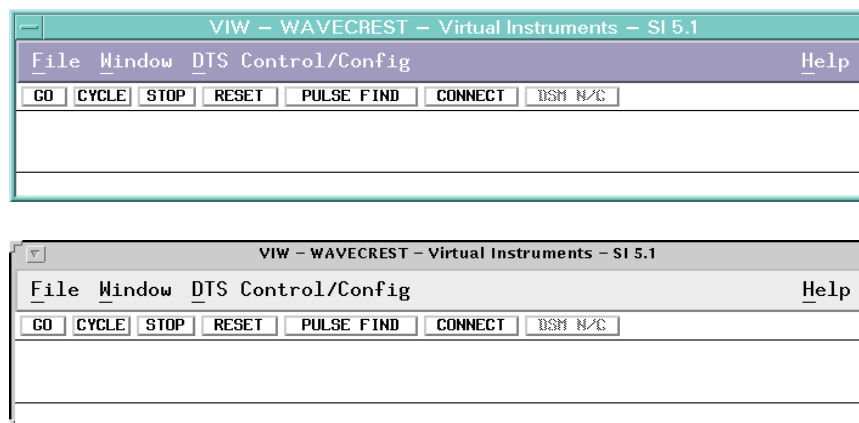 VIW – WAVECREST – Virtual Instruments – SI 5.1
File Window DTS Control/Config Help
GO CYCLE STOP RESET PULSE FIND CONNECT DSM N/C
VIW – WAVECREST – Virtual Instruments – SI 5.1
File Window DTS Control/Config Help
GO CYCLE STOP RESET PULSE FIND CONNECT DSM N/C